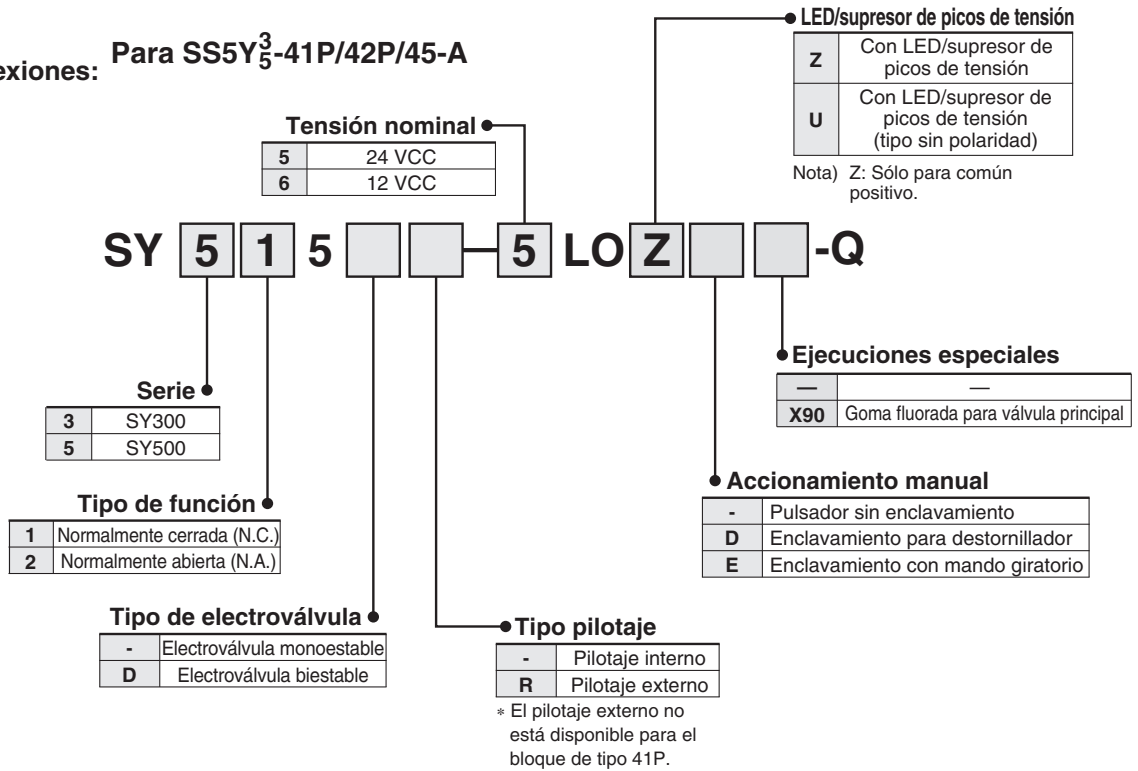 exiones: Para SS5Y3/5-41P/42P/45-A
LED/supresor de picos de tensión
Z Con LED/supresor de
picos de tensión
U Con LED/supresor de
picos de tensión
(tipo sin polaridad)
Nota) Z: Sólo para común
positivo.
Tensión nominal
5 24 VCC
6 12 VCC
SY 5 1 5 - 5 LO Z -Q
Serie
3 SY300
5 SY500
Tipo de función
1 Normalmente cerrada (N.C.)
2 Normalmente abierta (N.A.)
Tipo de electroválvula
- Electroválvula monoestable
D Electroválvula biestable
Tipo pilotaje
- Pilotaje interno
R Pilotaje externo
* El pilotaje externo no
está disponible para el
bloque de tipo 41P.
Ejecuciones especiales
— —
X90 Goma fluorada para válvula principal
Accionamiento manual
- Pulsador sin enclavamiento
D Enclavamiento para destornillador
E Enclavamiento con mando giratorio